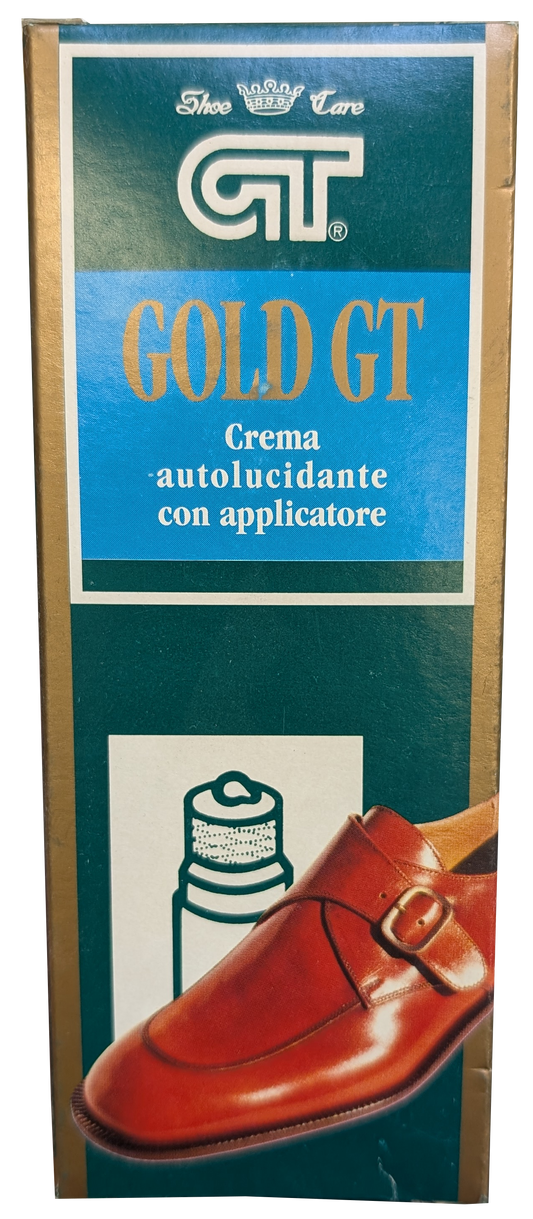 Shoe Care
GT®
GOLD GT
Crema
autolucidante
con applicatore